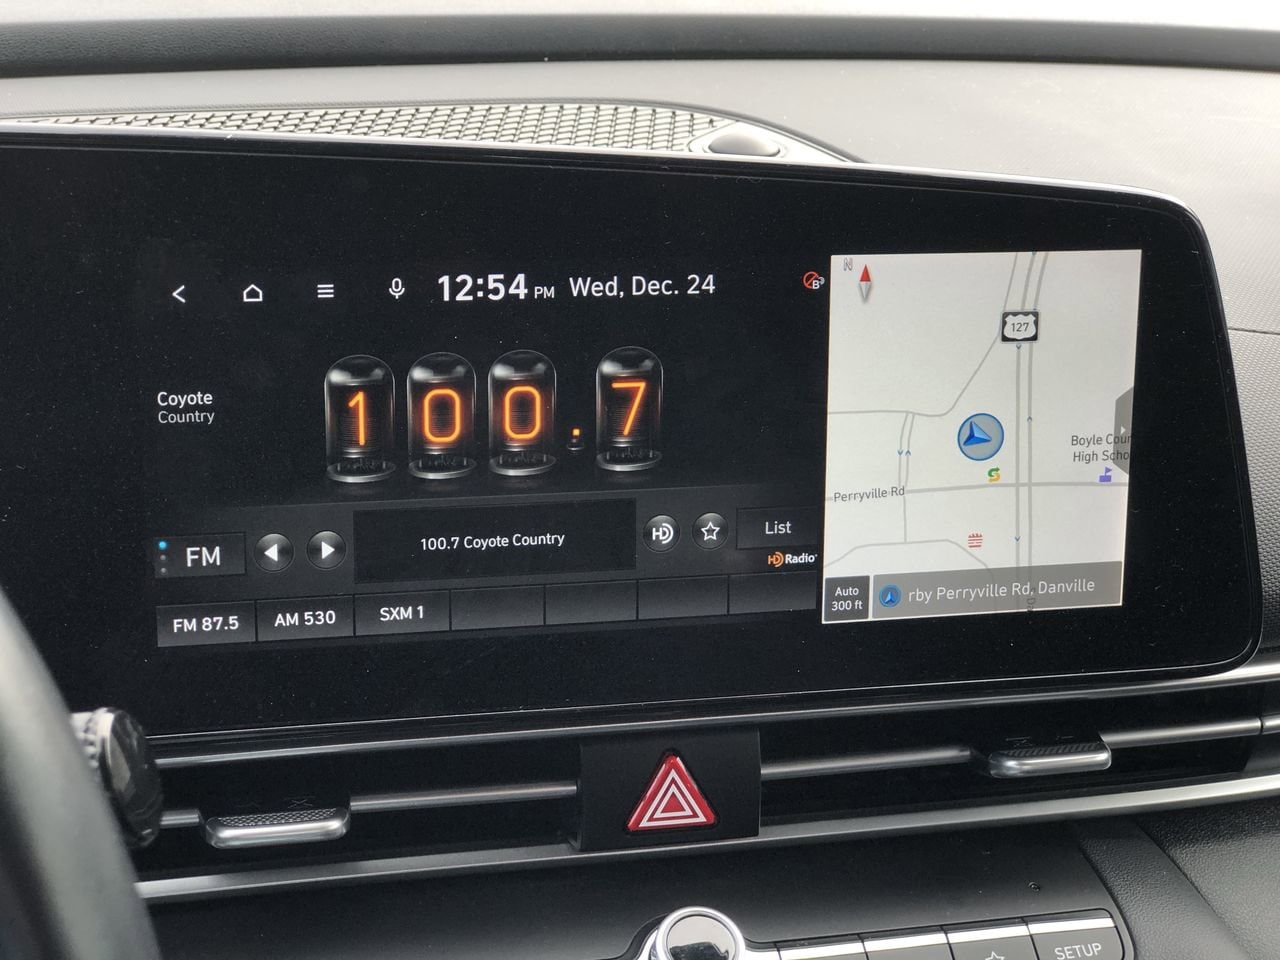 12:54 PM Wed, Dec. 24
B
Coyote
Country
100.7
FM
100.7 Coyote Country
HD
List
HD Radio
FM 87.5
AM 530
SXM 1
N
127
Boyle Coun
High Scho
Perryville Rd
Auto
300 ft
rby Perryville Rd, Danville
SETUP